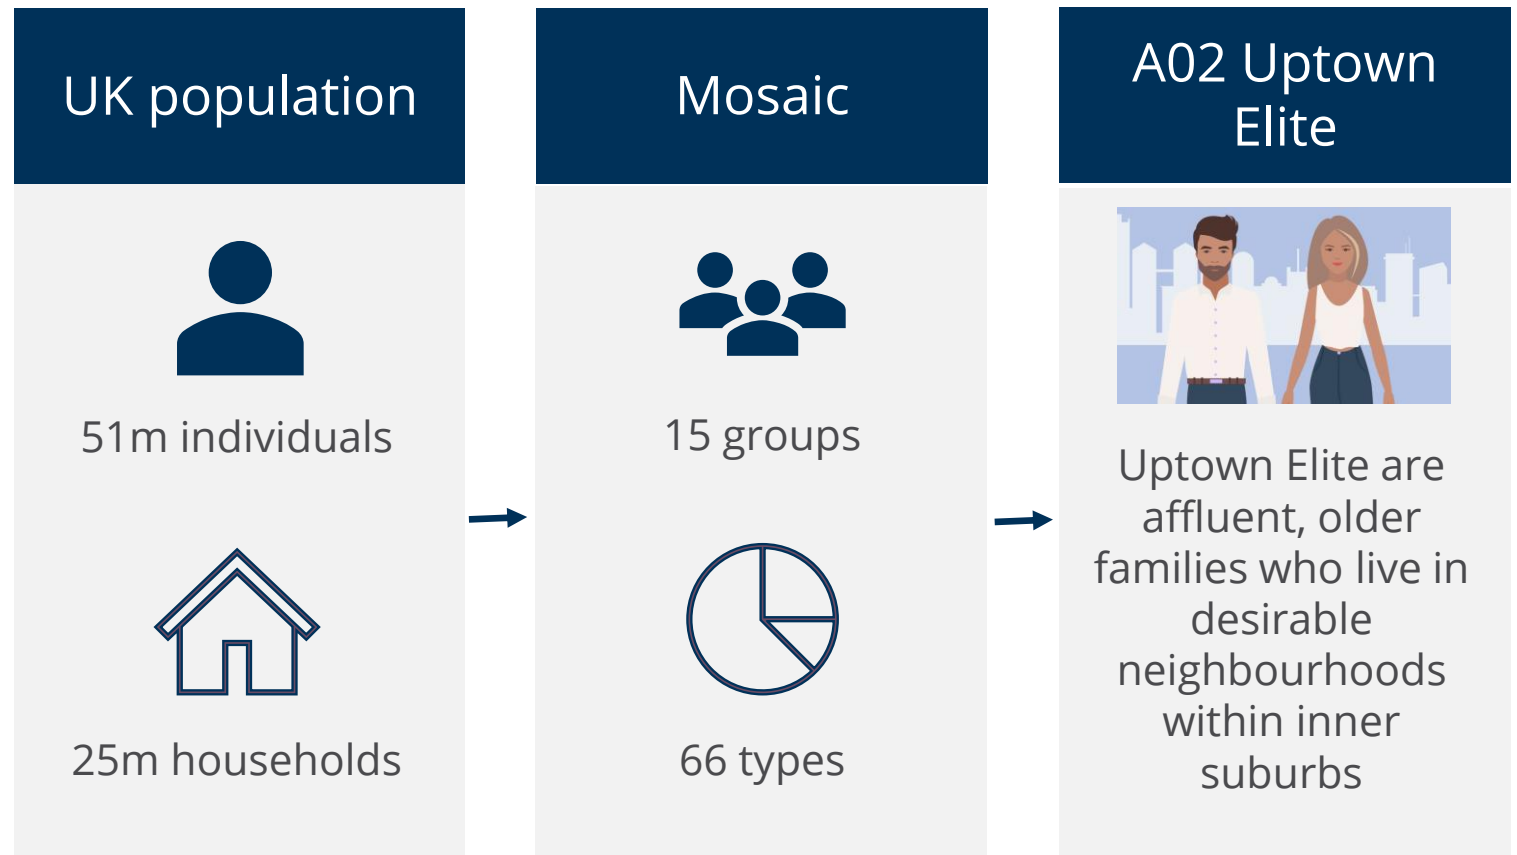 UK population
51m individuals
25m households
Mosaic
15 groups
66 types
A02 Uptown
Elite
Uptown Elite are
affluent, older
families who live in
desirable
neighbourhoods
within inner
suburbs